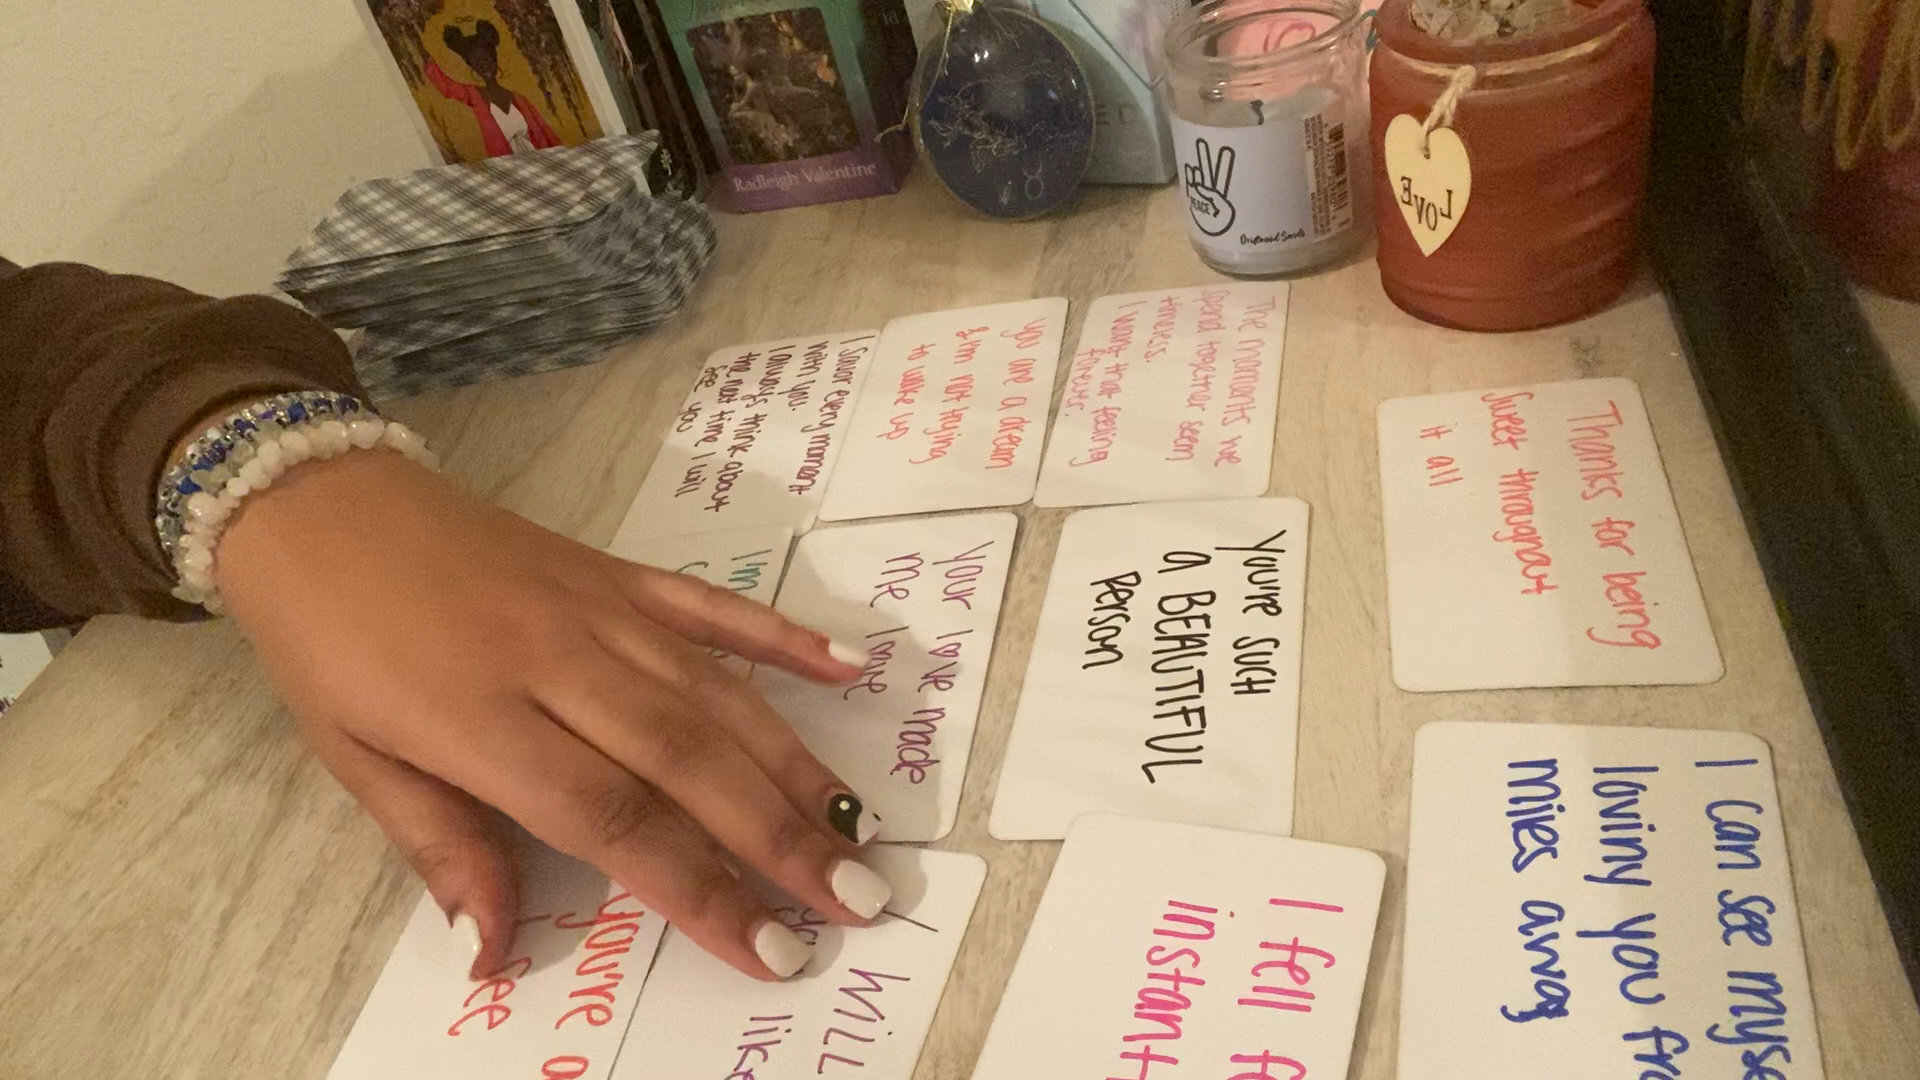 Radleigh Valentine
PEACE
Driftwood Sands
LOVE
I savor every moment
with you.
I always think about
the next time I will
see you
you are a dream
& I'm not trying
to wake up
The moments we
spend together seem
timeless.
I want that feeling
forever.
Thanks for being
sweet throughout
it all
I'm
Your love made
me
You're such
a BEAUTIFUL
person
I can see myse
loving you fro
miles away
I fell
instant
you're a
I
WILL
like